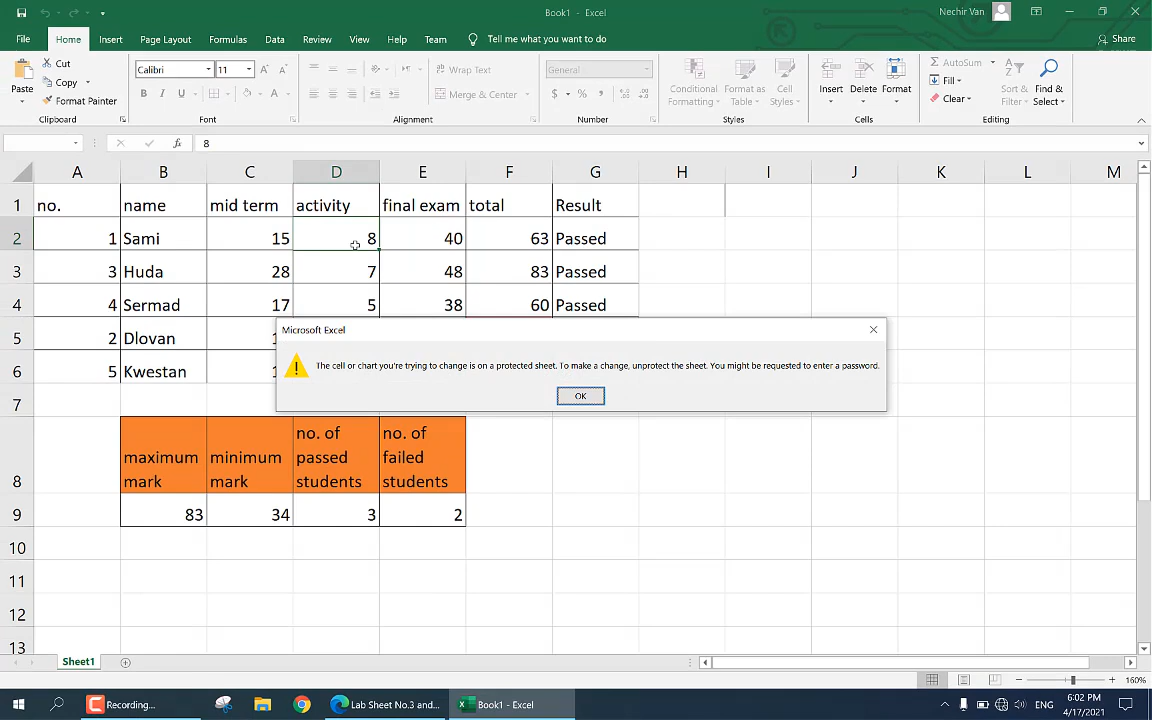 Book1 - Excel
Nechir Van
File Home Insert Page Layout Formulas Data Review View Help Team Tell me what you want to do Share
Paste
Cut
Copy
Format Painter
Clipboard
Calibri 11
B I U
Font
Wrap Text
Merge & Center
Alignment
General
$ % ,
Number
Conditional Formatting
Format as Table
Cell Styles
Styles
Insert Delete Format
Cells
AutoSum
Fill
Clear
Sort & Filter
Find & Select
Editing
fx 8
A B C D E F G H I J K L M
1 no. name mid term activity final exam total Result
2 1 Sami 15 8 40 63 Passed
3 3 Huda 28 7 48 83 Passed
4 4 Sermad 17 5 38 60 Passed
5 2 Dlovan
6 5 Kwestan
Microsoft Excel
The cell or chart you're trying to change is on a protected sheet. To make a change, unprotect the sheet. You might be requested to enter a password.
OK
7
8 maximum mark minimum mark no. of passed students no. of failed students
9 83 34 3 2
10
11
12
13
Sheet1
160%
Recording...
Lab Sheet No.3 and...
Book1 - Excel
ENG
6:02 PM
4/17/2021